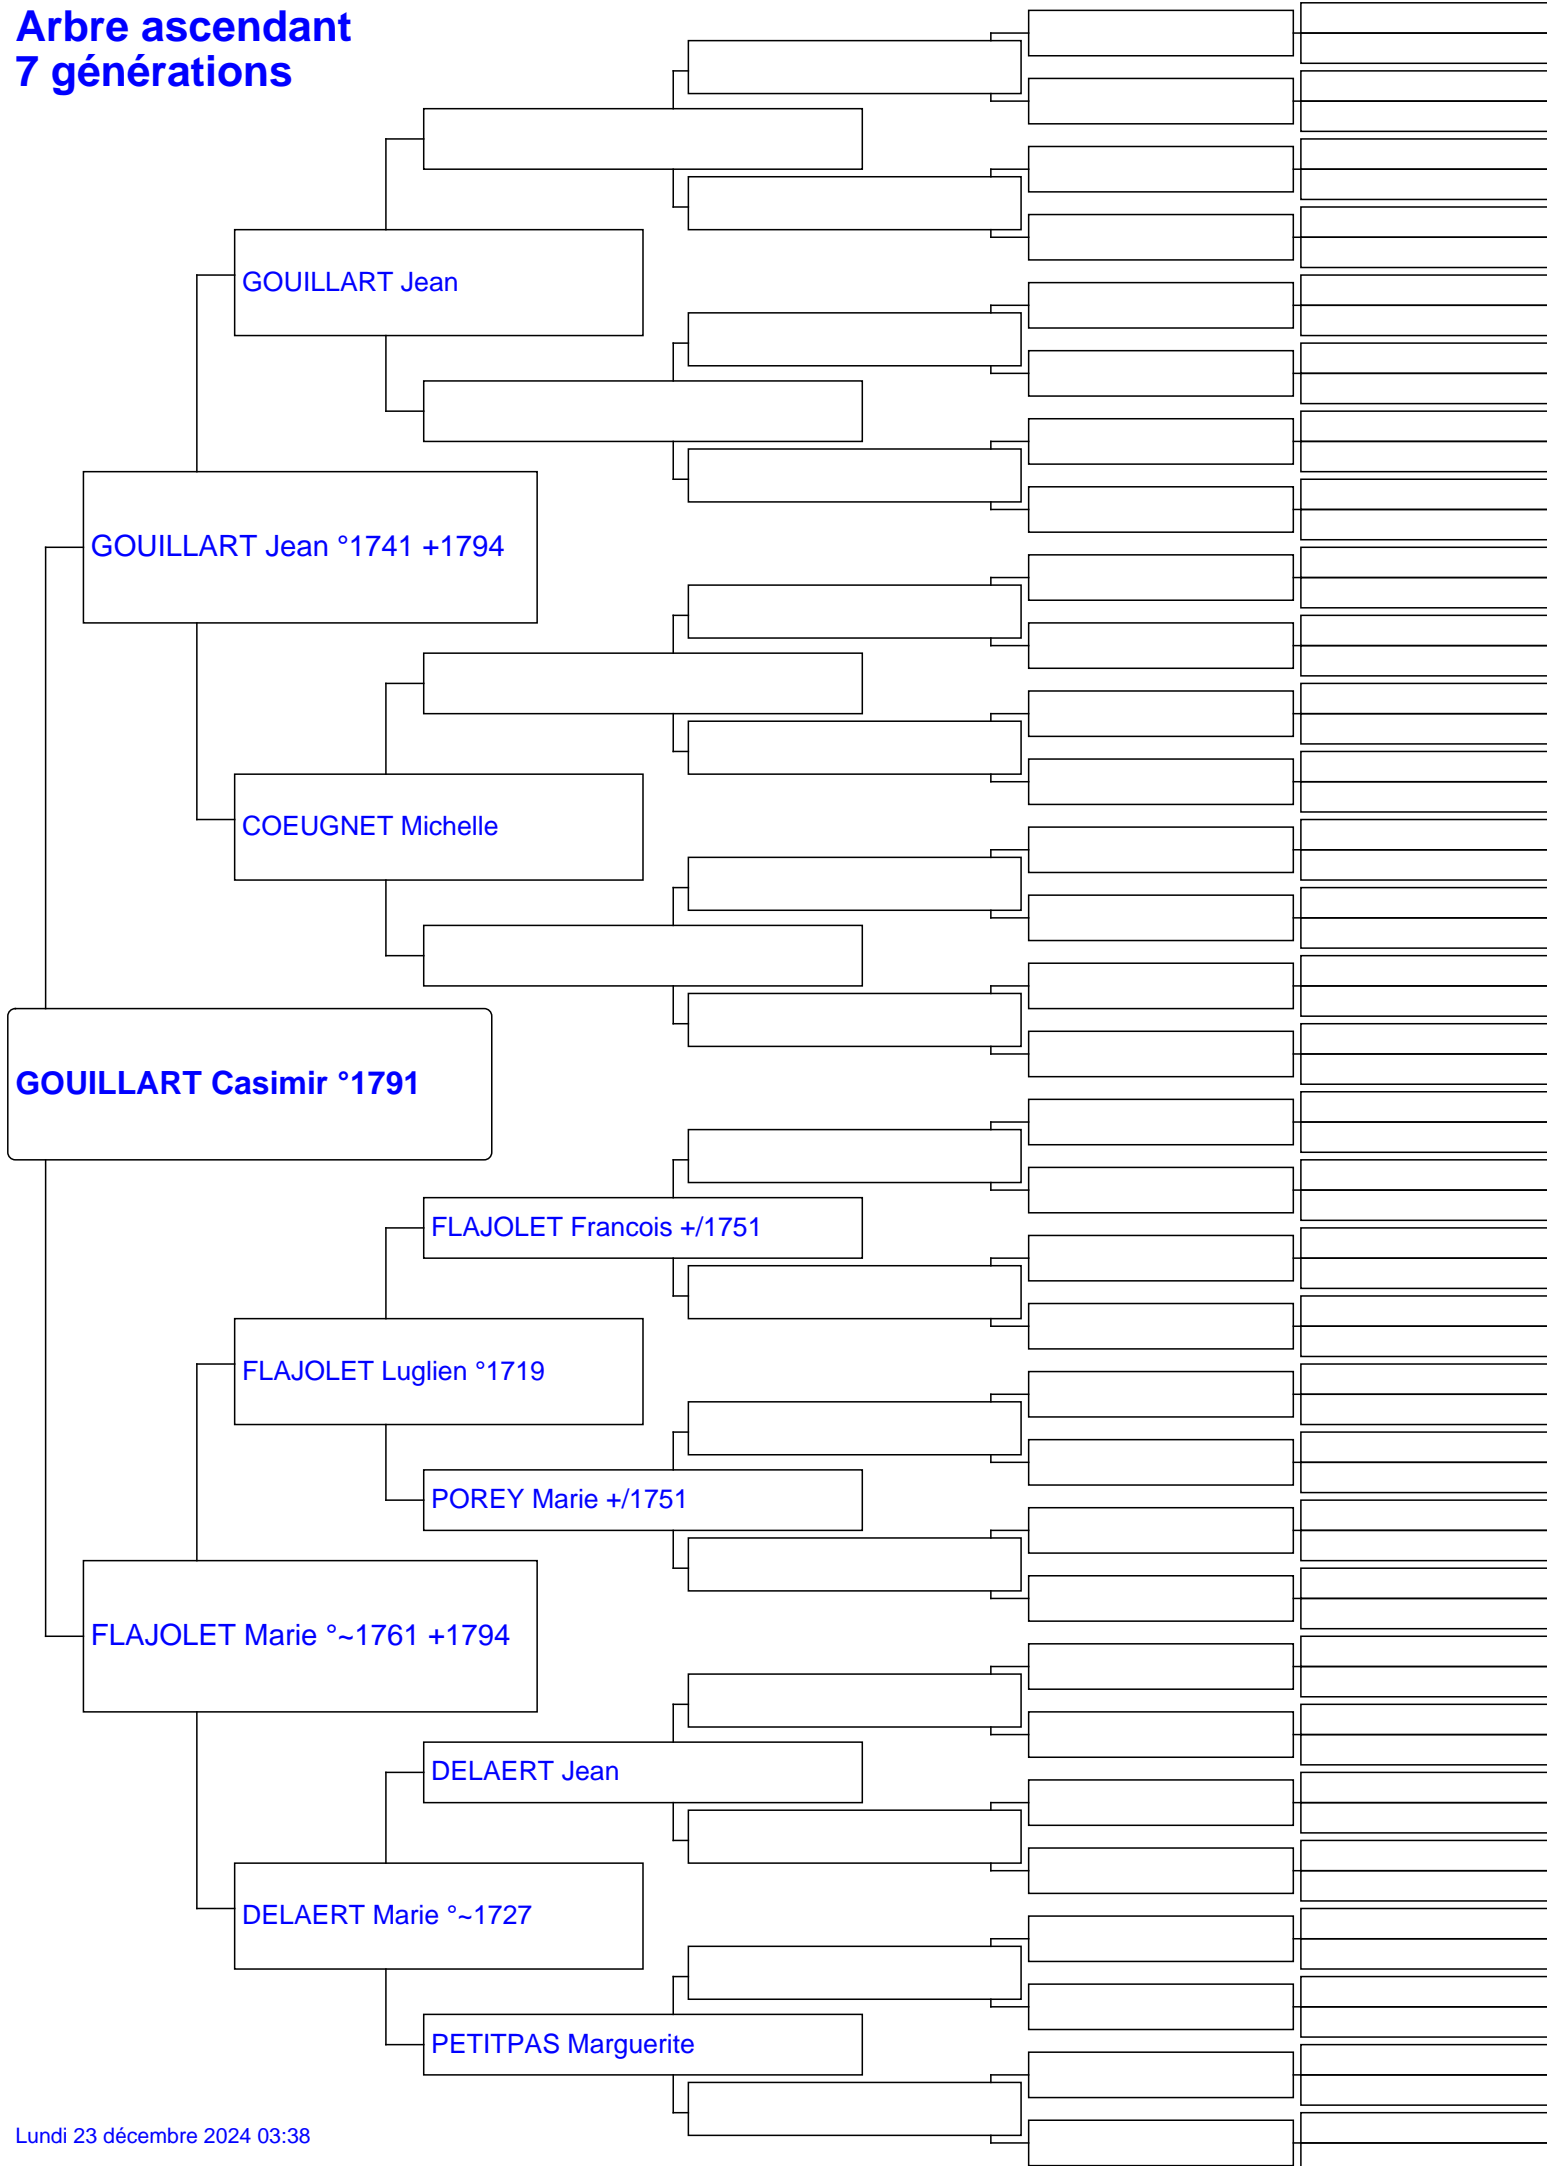 Arbre ascendant
7 générations
GOUILLART Jean
GOUILLART Jean °1741 +1794
COEUGNET Michelle
GOUILLART Casimir °1791
FLAJOLET Francois +/1751
FLAJOLET Luglien °1719
POREY Marie +/1751
FLAJOLET Marie °~1761 +1794
DELAERT Jean
DELAERT Marie °~1727
PETITPAS Marguerite
Lundi 23 décembre 2024 03:38